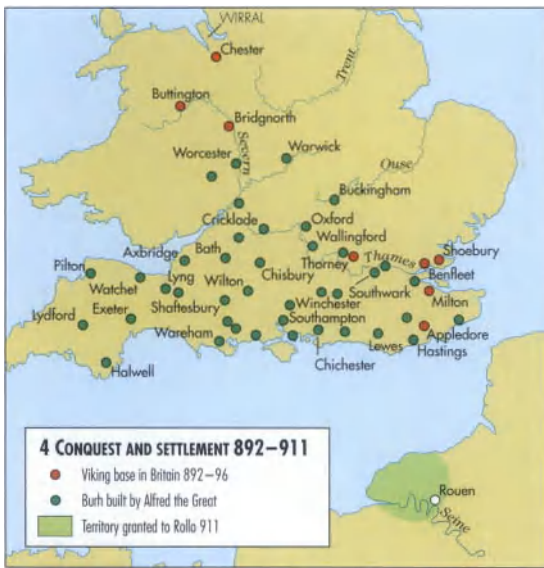 WIRRAL
Chester
Trent
Buttington
Bridgnorth
Severn
Worcester
Warwick
Ouse
Buckingham
Cricklade
Oxford
Wallingford
Bath
Axbridge
Thorney
Thames
Shoebury
Benfleet
Pilton
Watchet
Lyng
Wilton
Chisbury
Southwark
Milton
Lydford
Exeter
Shaftesbury
Winchester
Southampton
Appledore
Wareham
Lewes
Hastings
Chichester
Halwell
4 CONQUEST AND SETTLEMENT 892–911
Viking base in Britain 892–96
Burh built by Alfred the Great
Territory granted to Rollo 911
Rouen
Seine